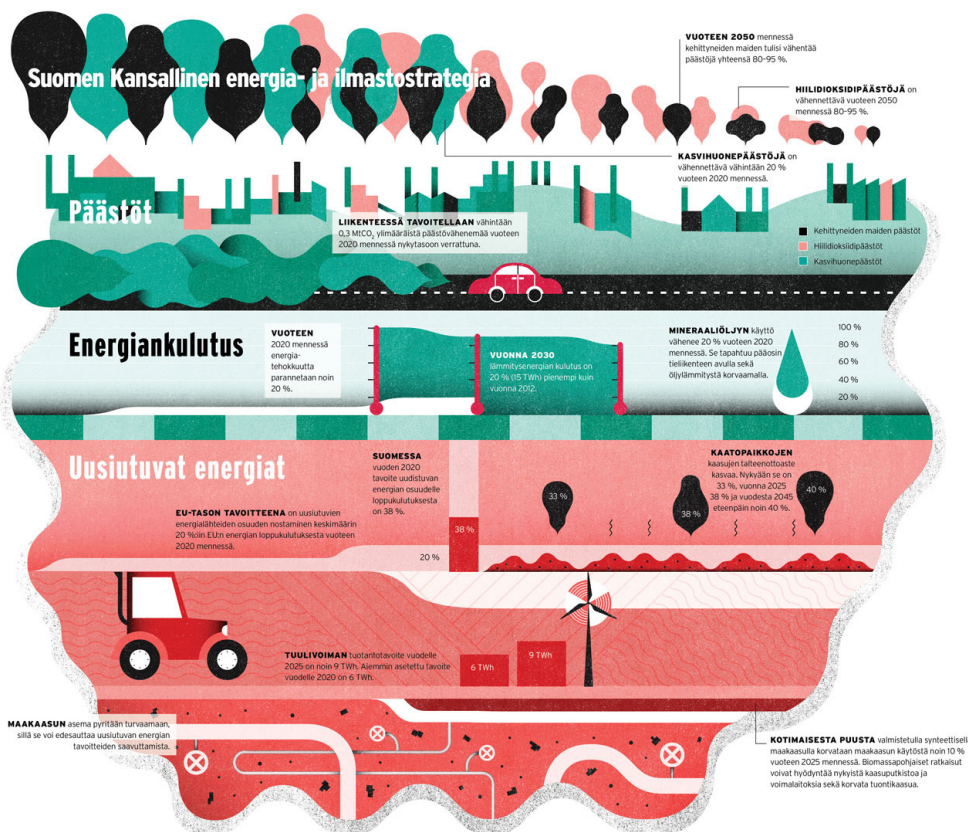 Suomen Kansallinen energia- ja ilmastostrategia
VUOTEEN 2050 mennessä
kehittyneiden maiden tulisi vähentää
päästöjä yhteensä 80-95 %.
HIILIDIOKSIDIPÄÄSTÖJÄ on
vähennettävä vuoteen 2050
mennessä 80-95 %.
KASVIHUONEPÄÄSTÖJÄ on
vähennettävä vähintään 20 %
vuoteen 2020 mennessä.
Päästöt
LIIKENTEESSÄ TAVOITELLAAN vähintään
0,3 MtCO₂ ylimääräistä päästövähenemää vuoteen
2020 mennessä nykytasoon verrattuna.
Kehittyneiden maiden päästöt
Hiilidioksiidipäästöt
Kasvihuonepäästöt
Energiankulutus
VUOTEEN
2020 mennessä
energia-
tehokkuutta
parannetaan noin
20 %.
VUONNA 2030
lämmitysenergian kulutus on
20 % (15 TWh) pienempi kuin
vuonna 2012.
MINERAALIÖLJYN käyttö
vähenee 20 % vuoteen 2020
mennessä. Se tapahtuu pääosin
tieliikenteen avulla sekä
öljylämmitystä korvaamalla.
100 %
80 %
60 %
40 %
20 %
Uusiutuvat energiat
SUOMESSA
vuoden 2020
tavoite uudistuvan
energian osuudelle
loppukulutuksesta
on 38 %.
EU-TASON TAVOITTEENA on uusiutuvien
energialähteiden osuuden nostaminen keskimäärin
20 %:iin EU:n energian loppukulutuksesta vuoteen
2020 mennessä.
38 %
20 %
KAATOPAIKKOJEN
kaasujen talteenottoaste
kasvaa. Nykyään se on
33 %, vuonna 2025
38 % ja vuodesta 2045
eteenpäin noin 40 %.
33 %
38 %
40 %
TUULIVOIMAN tuotantotavoite vuodelle
2025 on noin 9 TWh. Aiemmin asetettu tavoite
vuodelle 2020 on 6 TWh.
6 TWh
9 TWh
MAAKAASUN asema pyritään turvaamaan,
sillä se voi edesauttaa uusiutuvan energian
tavoitteiden saavuttamista.
KOTIMAISESTA PUUSTA valmistetulla synteettisell
maakaasulla korvataan maakaasun käytöstä noin 10 %
vuoteen 2025 mennessä. Biomassapohjaiset ratkaisut
voivat hyödyntää nykyistä kaasuputkistoa ja
voimalaitoksia sekä korvata tuontikaasua.